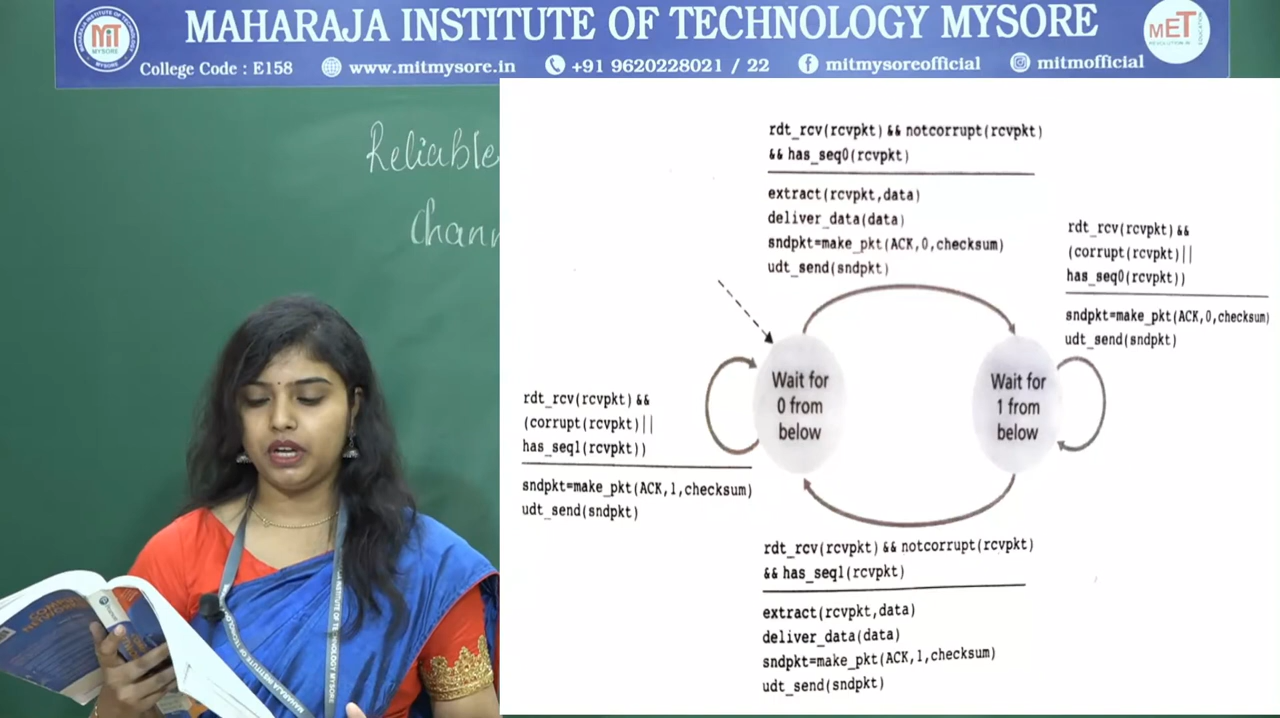 MAHARAJA INSTITUTE OF TECHNOLOGY MYSORE
MIT
MYSORE
MET
College Code : E158 www.mitmysore.in +91 9620228021 / 22 mitmysoreofficial mitmofficial
Reliable
Chann
rdt_rcv(rcvpkt) && notcorrupt(rcvpkt)
&& has_seq0(rcvpkt)
extract(rcvpkt,data)
deliver_data(data)
sndpkt=make_pkt(ACK,0,checksum)
udt_send(sndpkt)
rdt_rcv(rcvpkt) &&
(corrupt(rcvpkt)||
has_seq0(rcvpkt))
sndpkt=make_pkt(ACK,0,checksum)
udt_send(sndpkt)
Wait for
0 from
below
Wait for
1 from
below
rdt_rcv(rcvpkt) &&
(corrupt(rcvpkt)||
has_seq1(rcvpkt))
sndpkt=make_pkt(ACK,1,checksum)
udt_send(sndpkt)
rdt_rcv(rcvpkt) && notcorrupt(rcvpkt)
&& has_seq1(rcvpkt)
extract(rcvpkt,data)
deliver_data(data)
sndpkt=make_pkt(ACK,1,checksum)
udt_send(sndpkt)